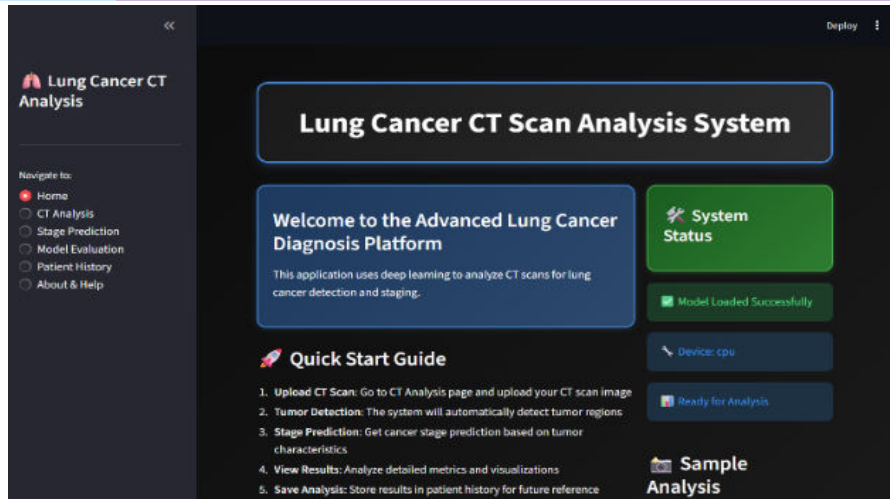 Deploy
Lung Cancer CT
Analysis
Navigate to:
Home
CT Analysis
Stage Prediction
Model Evaluation
Patient History
About & Help
Lung Cancer CT Scan Analysis System
Welcome to the Advanced Lung Cancer
Diagnosis Platform
This application uses deep learning to analyze CT scans for lung
cancer detection and staging.
Quick Start Guide
1. Upload CT Scan: Go to CT Analysis page and upload your CT scan image
2. Tumor Detection: The system will automatically detect tumor regions
3. Stage Prediction: Get cancer stage prediction based on tumor
characteristics
4. View Results: Analyze detailed metrics and visualizations
5. Save Analysis: Store results in patient history for future reference
System
Status
Model Loaded Successfully
Device: cpu
Ready for Analysis
Sample
Analysis